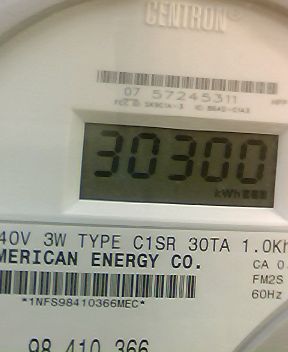 CENTRON®
07 57245311
30300
kWh
40V 3W TYPE C1SR 30TA 1.0Kh
MERICAN ENERGY CO.
CA 0.
FM2S
*1NFS98410366MEC*
60Hz
98 410 366